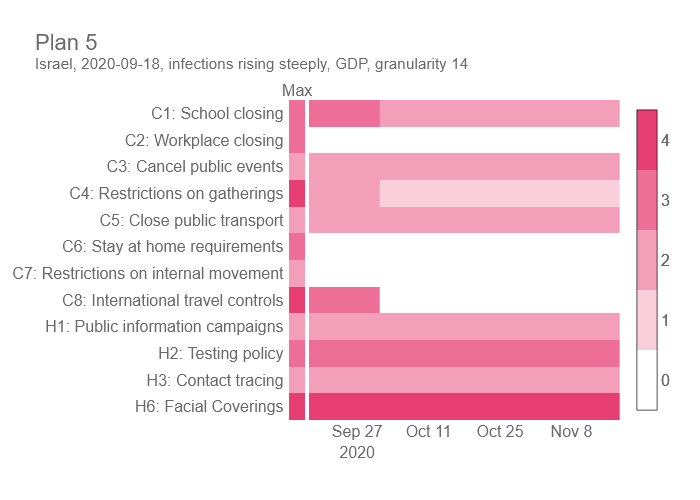 Plan 5
Israel, 2020-09-18, infections rising steeply, GDP, granularity 14
Max
C1: School closing
C2: Workplace closing
C3: Cancel public events
C4: Restrictions on gatherings
C5: Close public transport
C6: Stay at home requirements
C7: Restrictions on internal movement
C8: International travel controls
H1: Public information campaigns
H2: Testing policy
H3: Contact tracing
H6: Facial Coverings
Sep 27 Oct 11 Oct 25 Nov 8
2020
4
3
2
1
0